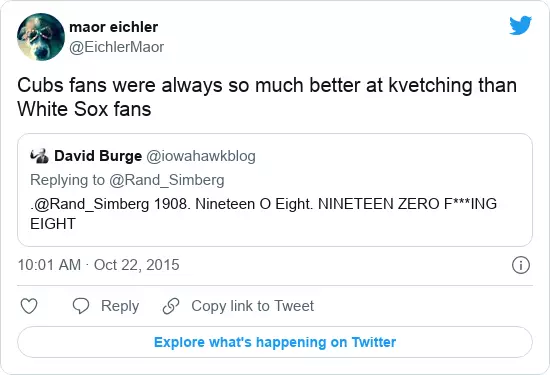 maor eichler
@EichlerMaor
Cubs fans were always so much better at kvetching than
White Sox fans
David Burge @iowahawkblog
Replying to @Rand_Simberg
.@Rand_Simberg 1908. Nineteen O Eight. NINETEEN ZERO F***ING
EIGHT
10:01 AM · Oct 22, 2015
Reply
Copy link to Tweet
Explore what's happening on Twitter